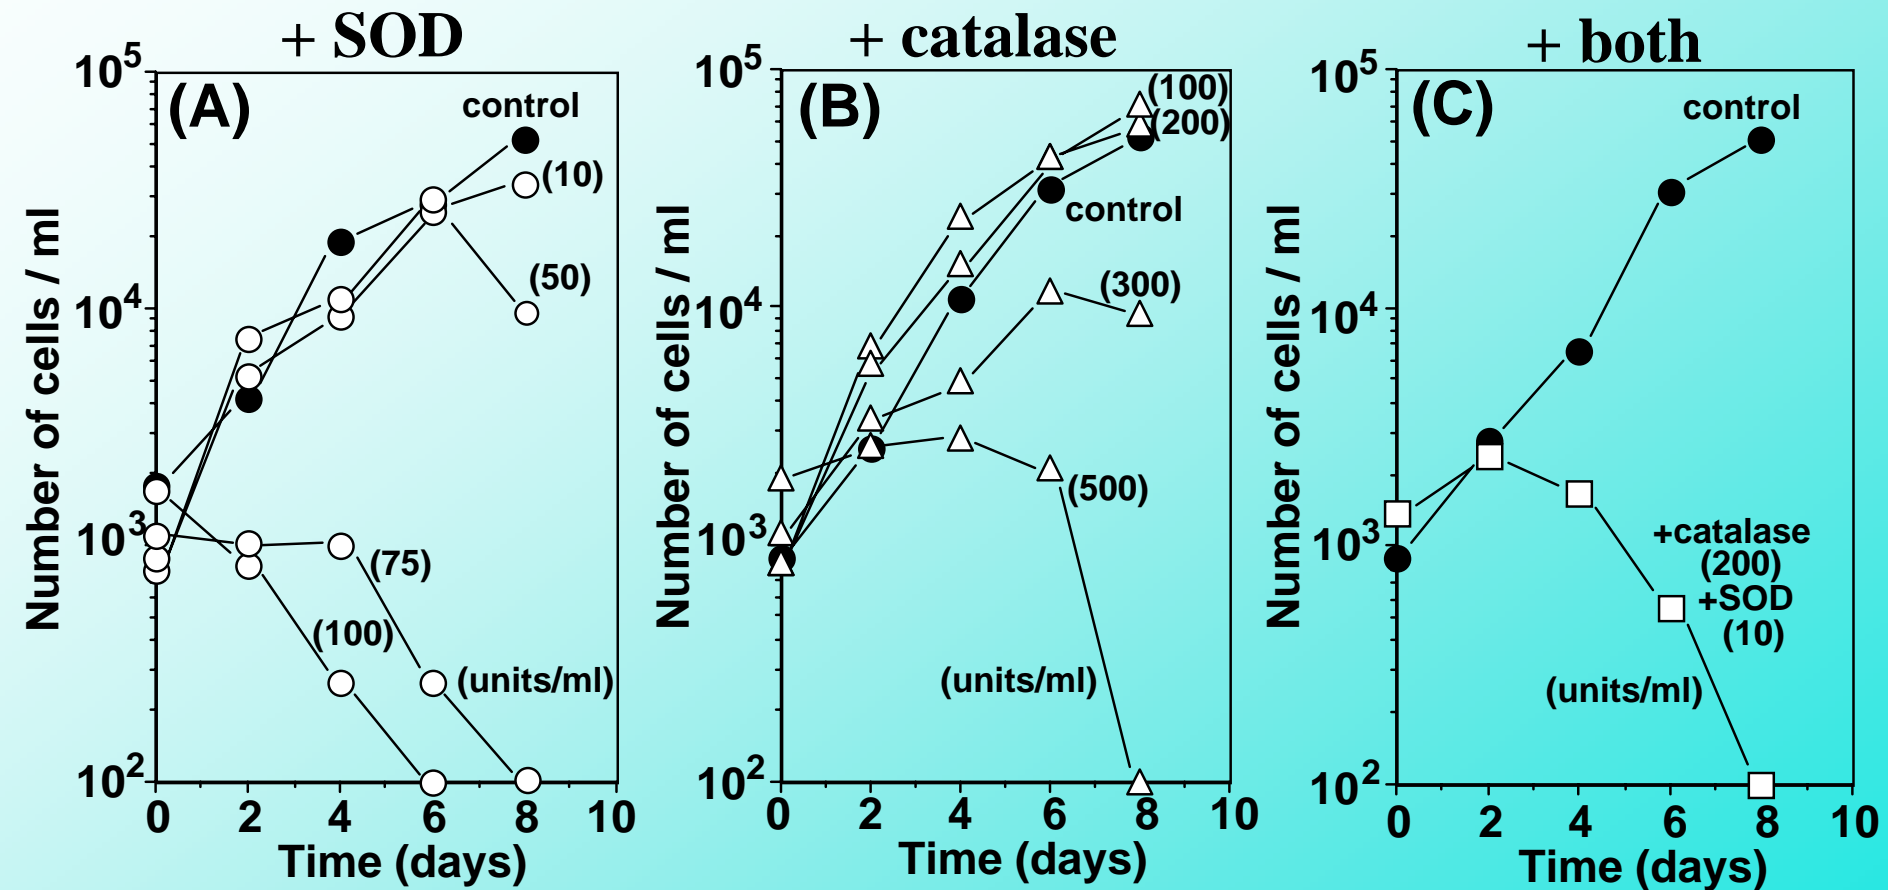 + SOD
(A)
10^5
10^4
10^3
10^2
Number of cells / ml
control
(10)
(50)
(75)
(100)
(units/ml)
0 2 4 6 8 10
Time (days)
+ catalase
(B)
10^5
10^4
10^3
10^2
Number of cells / ml
(100)
(200)
control
(300)
(500)
(units/ml)
0 2 4 6 8 10
Time (days)
+ both
(C)
10^5
10^4
10^3
10^2
Number of cells / ml
control
+catalase
(200)
+SOD
(10)
(units/ml)
0 2 4 6 8 10
Time (days)